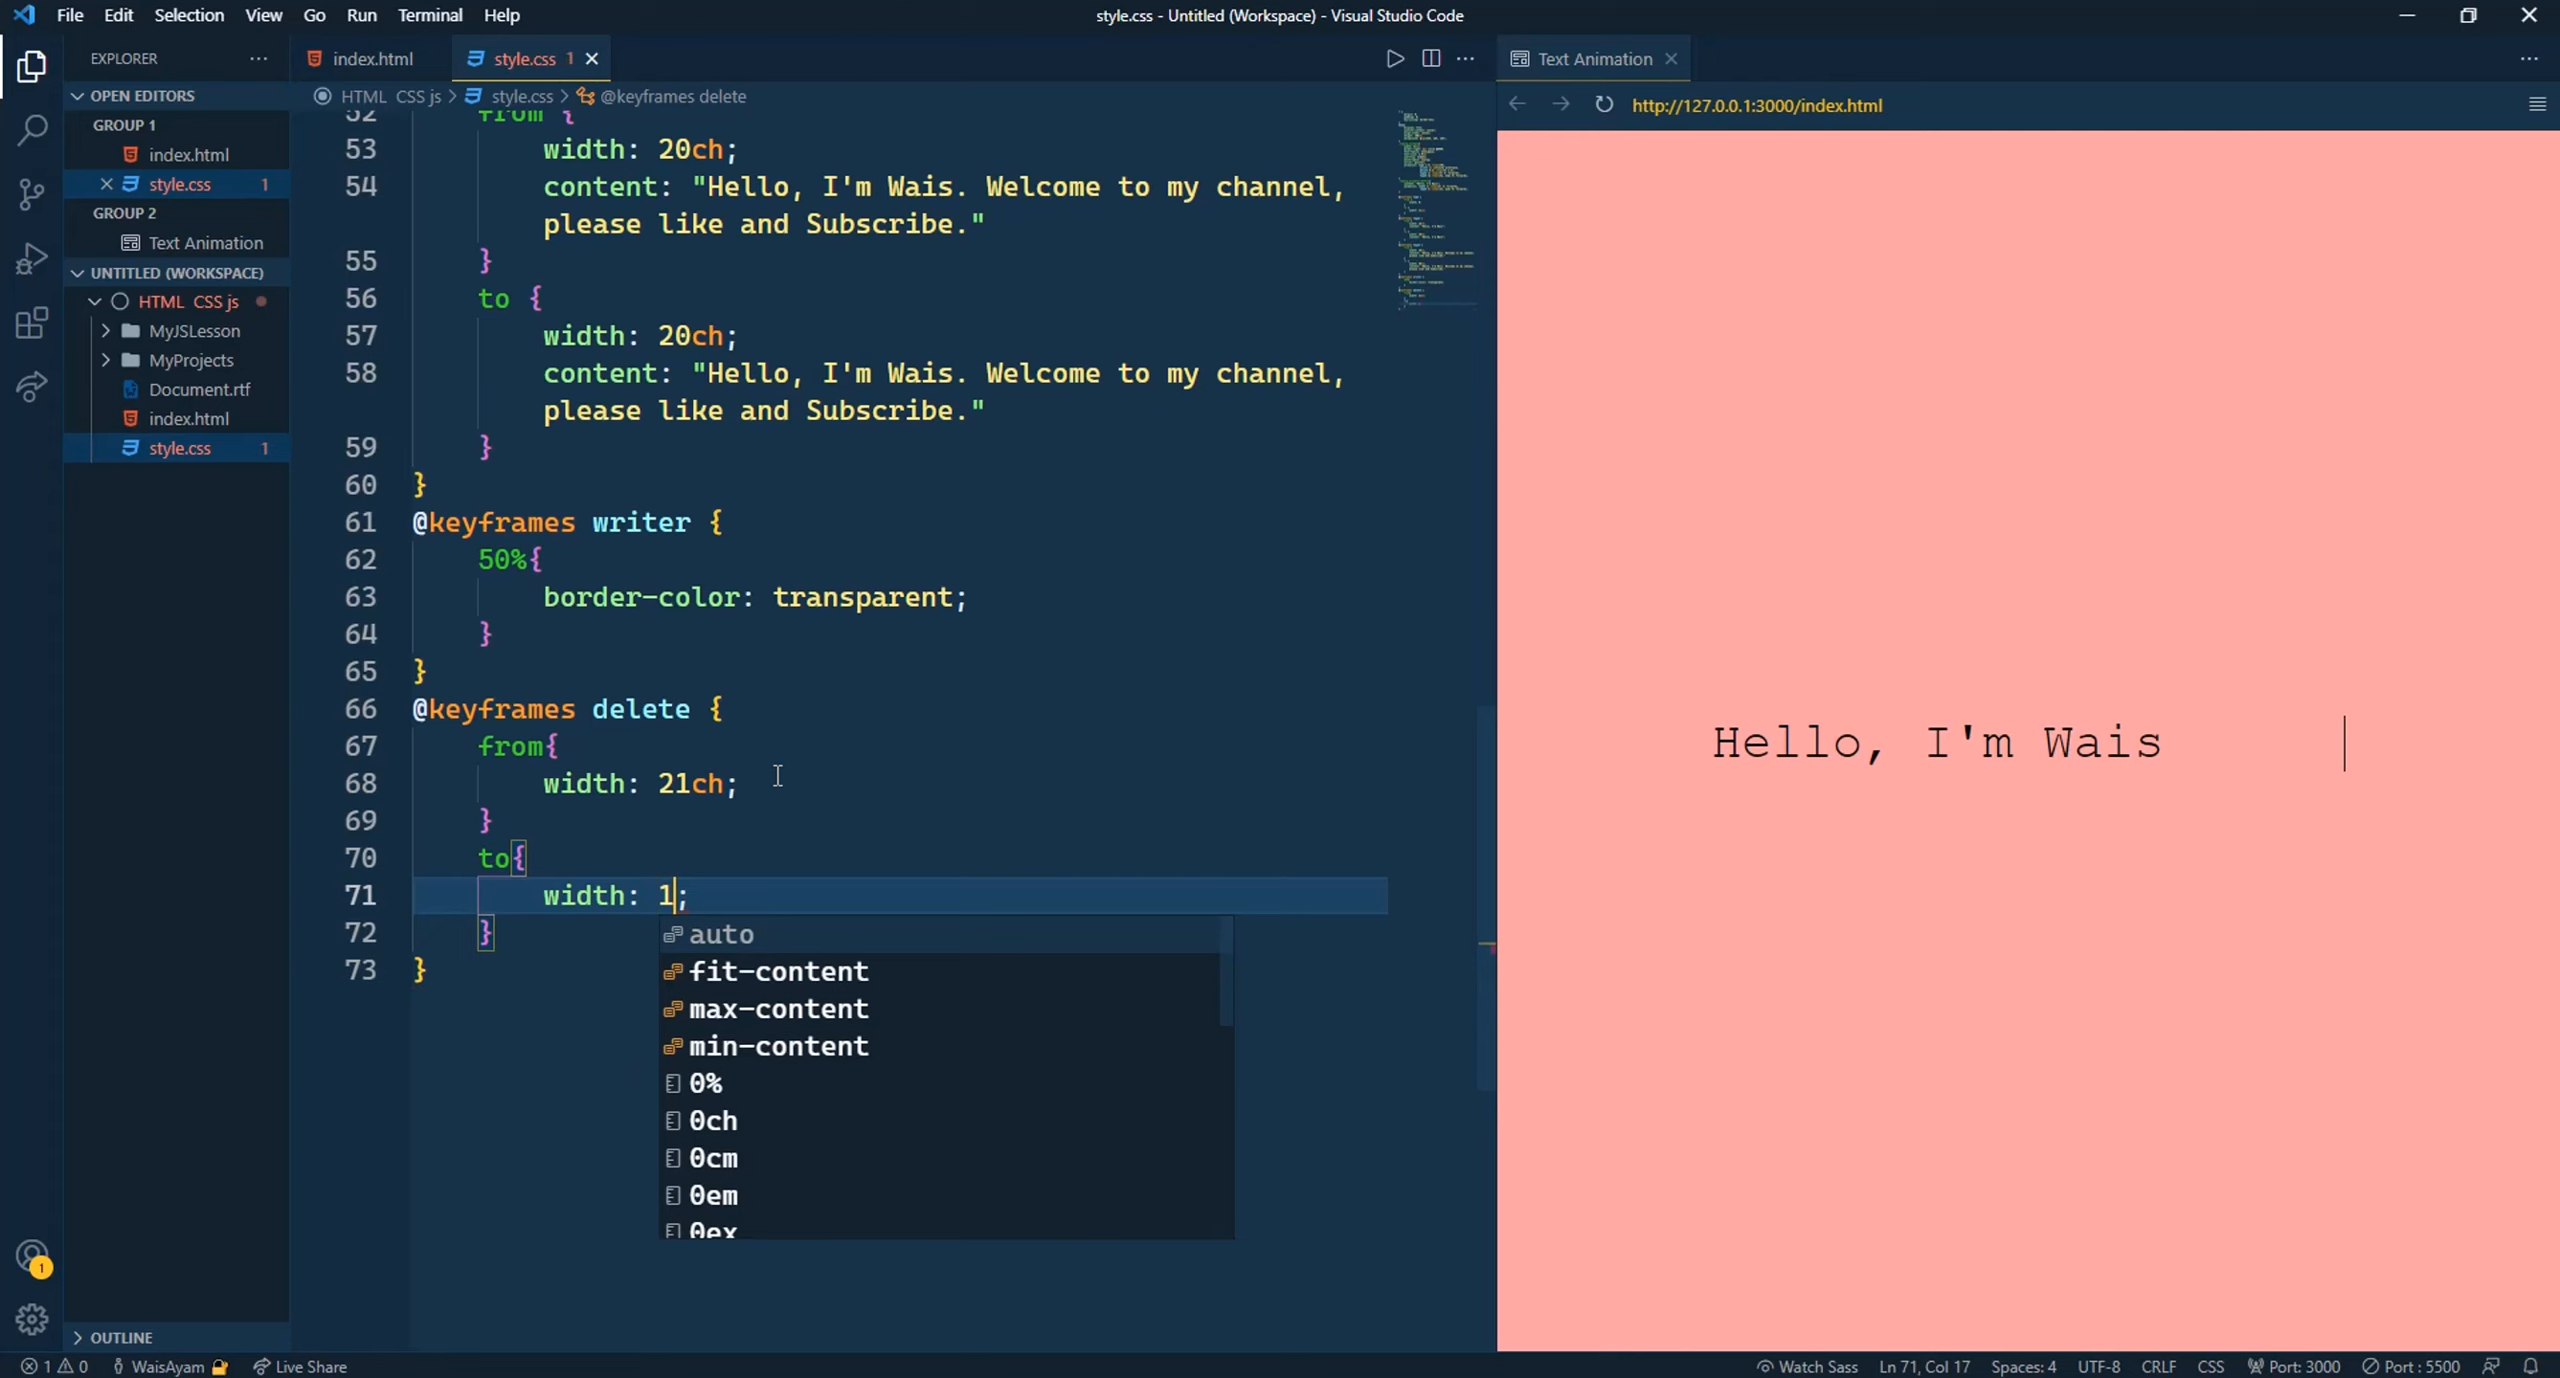 File Edit Selection View Go Run Terminal Help
style.css - Untitled (Workspace) - Visual Studio Code
EXPLORER
OPEN EDITORS
GROUP 1
index.html
style.css 1
GROUP 2
Text Animation
UNTITLED (WORKSPACE)
HTML CSS js
MyJSLesson
MyProjects
Document.rtf
index.html
style.css 1
OUTLINE
index.html style.css 1
HTML CSS js > style.css > @keyframes delete
52 from {
53 width: 20ch;
54 content: "Hello, I'm Wais. Welcome to my channel,
please like and Subscribe."
55 }
56 to {
57 width: 20ch;
58 content: "Hello, I'm Wais. Welcome to my channel,
please like and Subscribe."
59 }
60 }
61 @keyframes writer {
62 50%{
63 border-color: transparent;
64 }
65 }
66 @keyframes delete {
67 from{
68 width: 21ch;
69 }
70 to{
71 width: 1;
72 }
73 }
auto
fit-content
max-content
min-content
0%
0ch
0cm
0em
0ex
Text Animation
http://127.0.0.1:3000/index.html
Hello, I'm Wais
1
1 0 WaisAyam Live Share
Watch Sass Ln 71, Col 17 Spaces: 4 UTF-8 CRLF CSS Port: 3000 Port : 5500